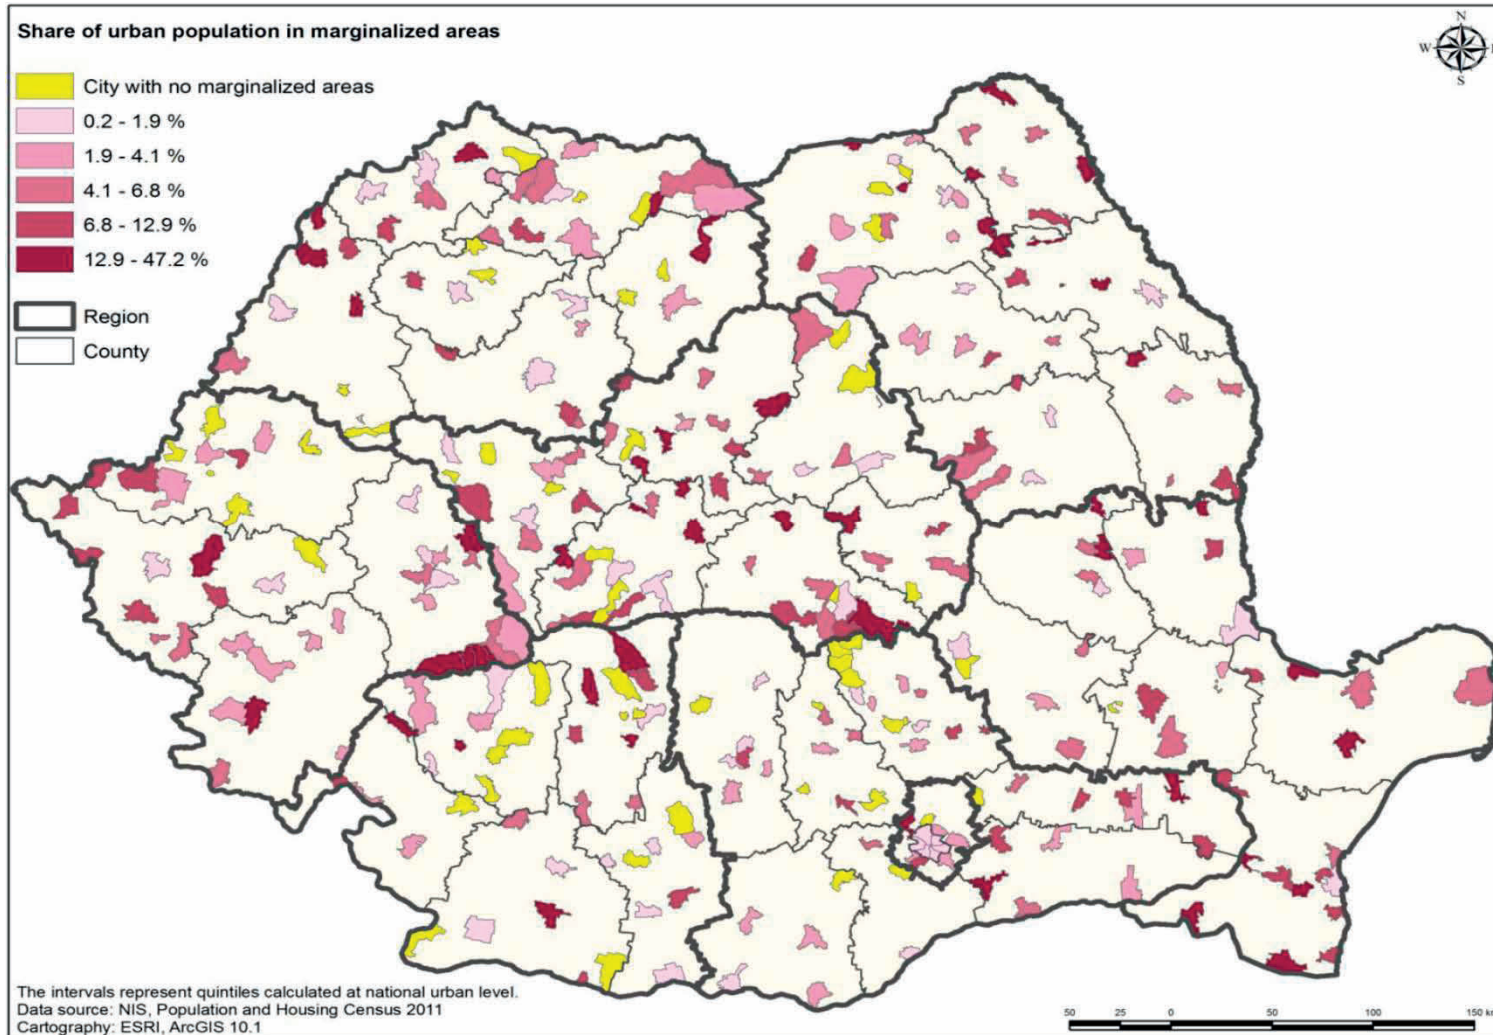 Share of urban population in marginalized areas
N
W
S
City with no marginalized areas
0.2 - 1.9 %
1.9 - 4.1 %
4.1 - 6.8 %
6.8 - 12.9 %
12.9 - 47.2 %
Region
County
The intervals represent quintiles calculated at national urban level.
Data source: NIS, Population and Housing Census 2011
Cartography: ESRI, ArcGIS 10.1
50 25 0 50 100 150